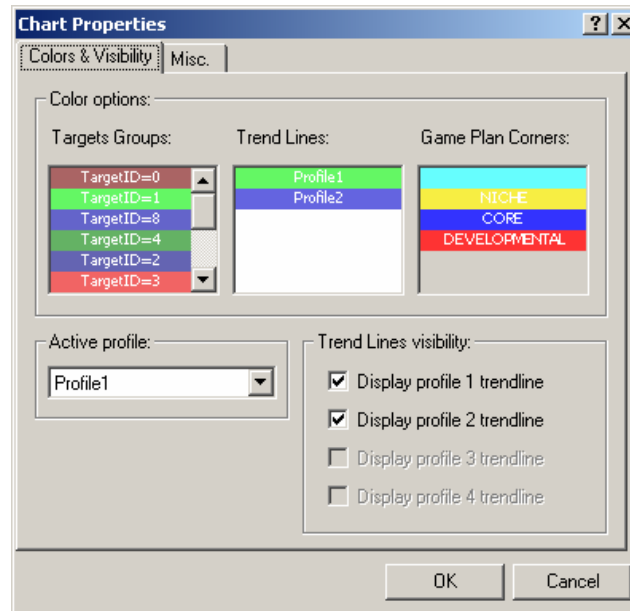 Chart Properties
Colors & Visibility
Misc.
Color options:
Targets Groups:
Trend Lines:
Game Plan Corners:
TargetID=0
TargetID=1
TargetID=8
TargetID=4
TargetID=2
TargetID=3
Profile1
Profile2
NICHE
CORE
DEVELOPMENTAL
Active profile:
Profile1
Trend Lines visibility:
Display profile 1 trendline
Display profile 2 trendline
Display profile 3 trendline
Display profile 4 trendline
OK
Cancel